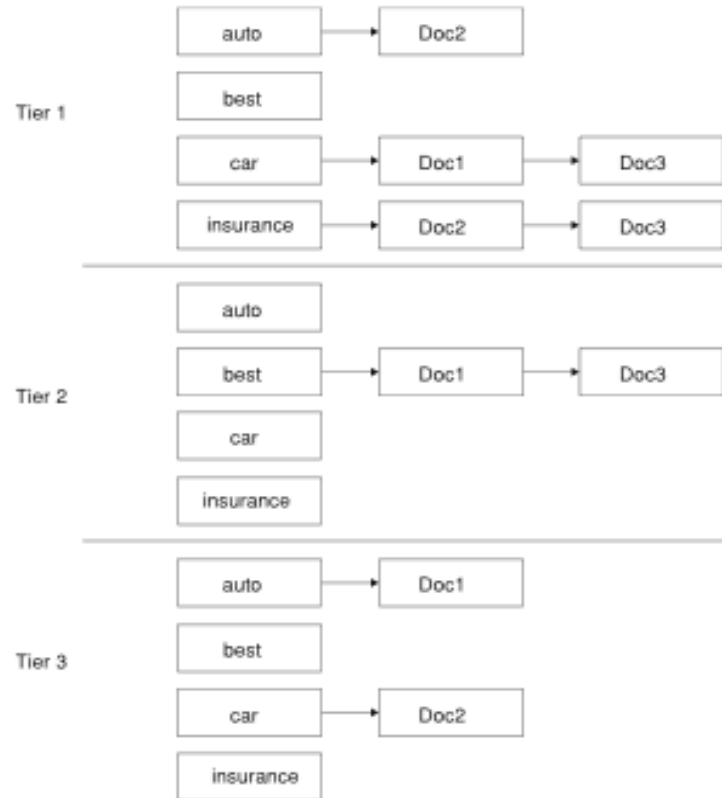 auto Doc2
best
Tier 1
car Doc1 Doc3
insurance Doc2 Doc3
auto
best Doc1 Doc3
Tier 2
car
insurance
auto Doc1
best
Tier 3
car Doc2
insurance